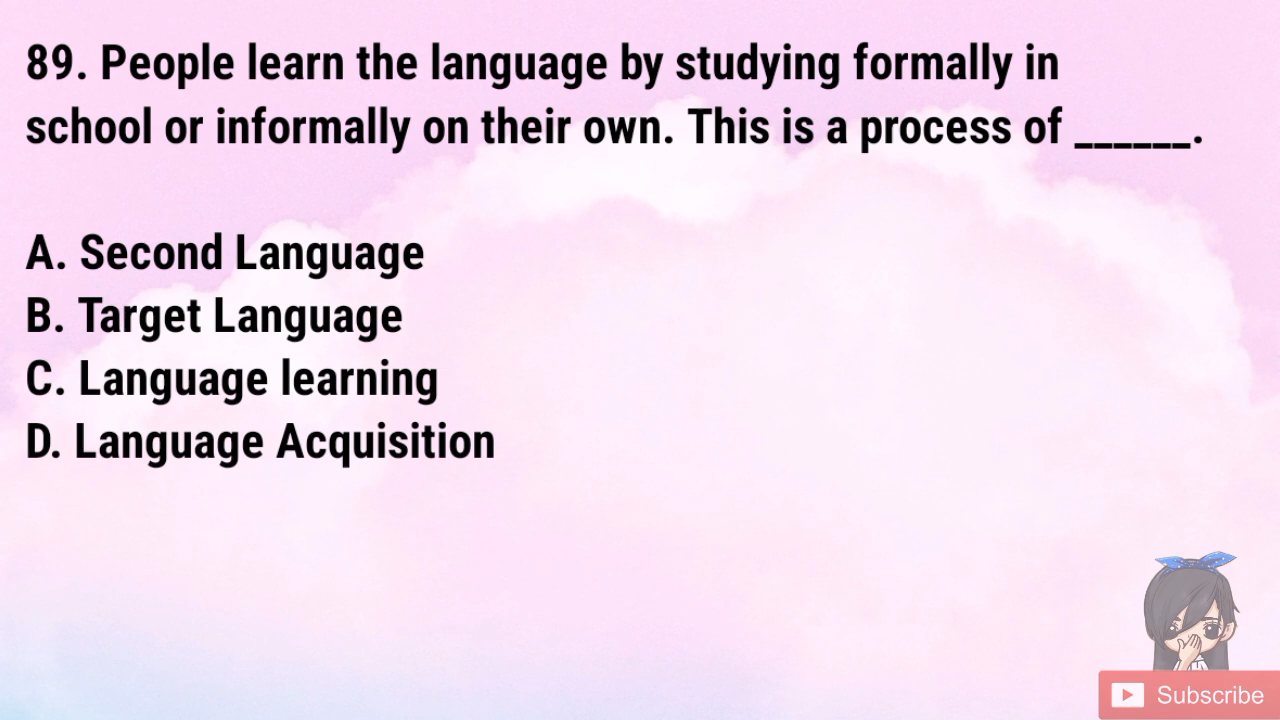 89. People learn the language by studying formally in
school or informally on their own. This is a process of ______.
A. Second Language
B. Target Language
C. Language learning
D. Language Acquisition
Subscribe